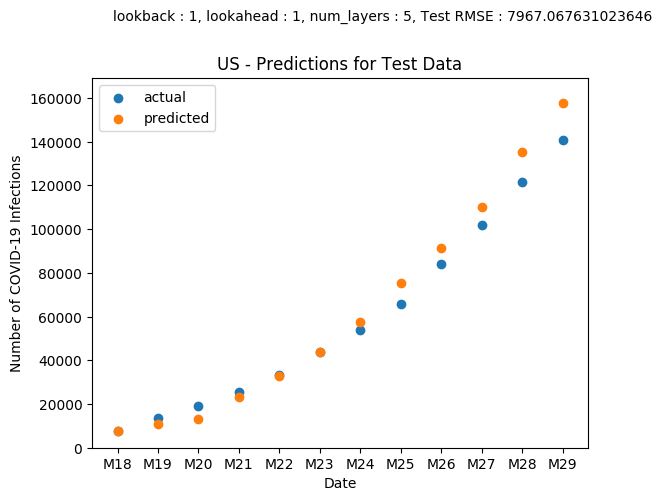 lookback : 1, lookahead : 1, num_layers : 5, Test RMSE : 7967.067631023646
US - Predictions for Test Data
actual
predicted
160000
140000
120000
100000
80000
60000
40000
20000
0
Number of COVID-19 Infections
M18 M19 M20 M21 M22 M23 M24 M25 M26 M27 M28 M29
Date